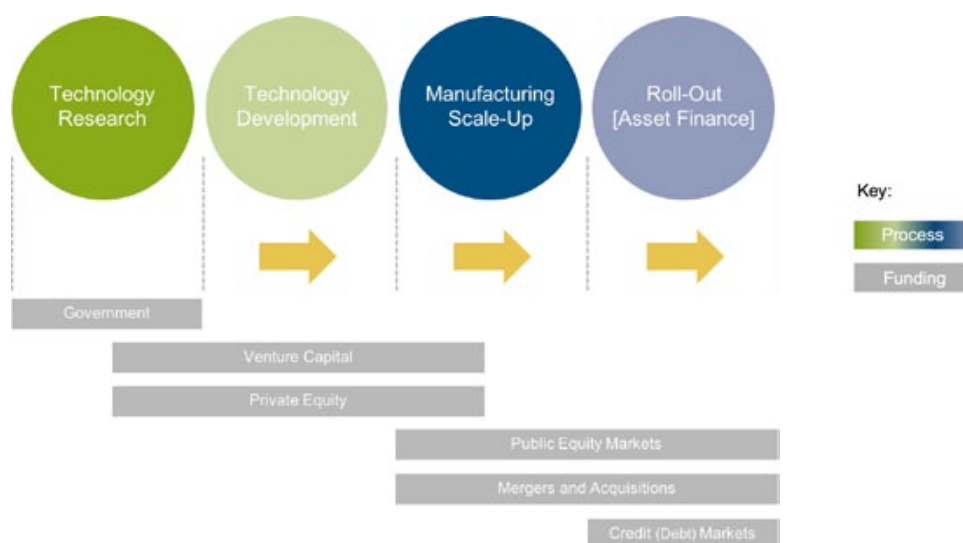 Technology
Research
Technology
Development
Manufacturing
Scale-Up
Roll-Out
[Asset Finance]
Key:
Process
Funding
Government
Venture Capital
Private Equity
Public Equity Markets
Mergers and Acquisitions
Credit (Debt) Markets